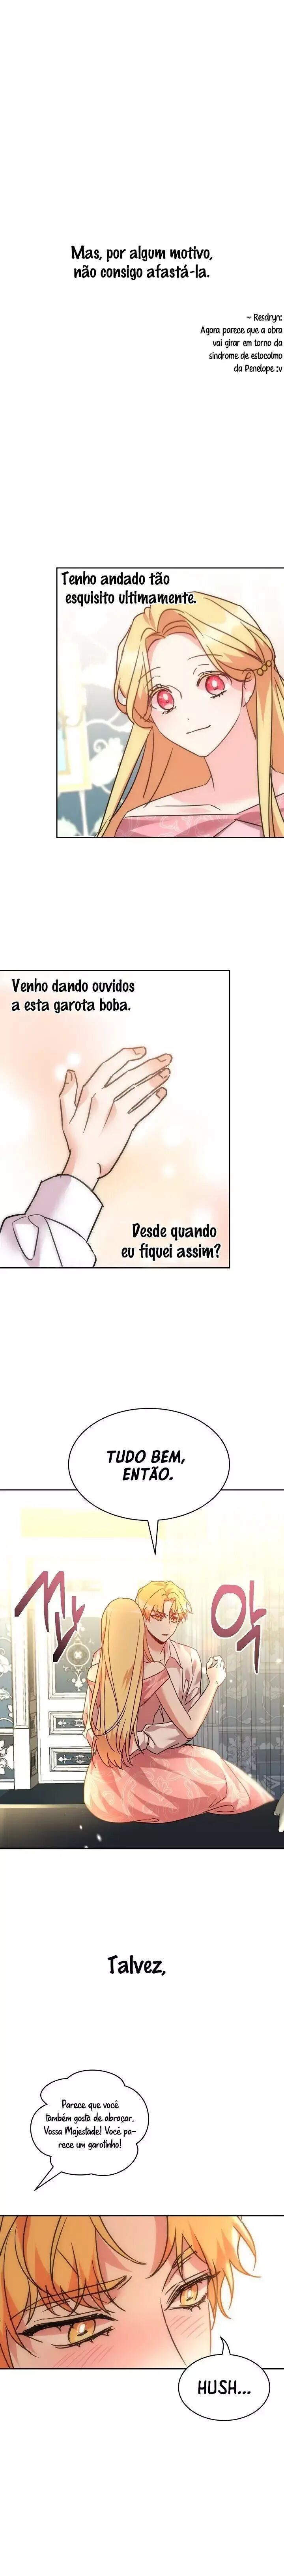 Mas, por algum motivo,
não consigo afastá-la.
~ Resdryn:
Agora parece que a obra
vai girar em torno da
síndrome de estocolmo
da Penelope :v
Tenho andado tão
esquisito ultimamente.
Venho dando ouvidos
a esta garota boba.
Desde quando
eu fiquei assim?
TUDO BEM,
ENTÃO.
와락
Talvez,
Parece que você
também gosta de abraçar,
Vossa Majestade! Você pa-
rece um garotinho!
HUSH...